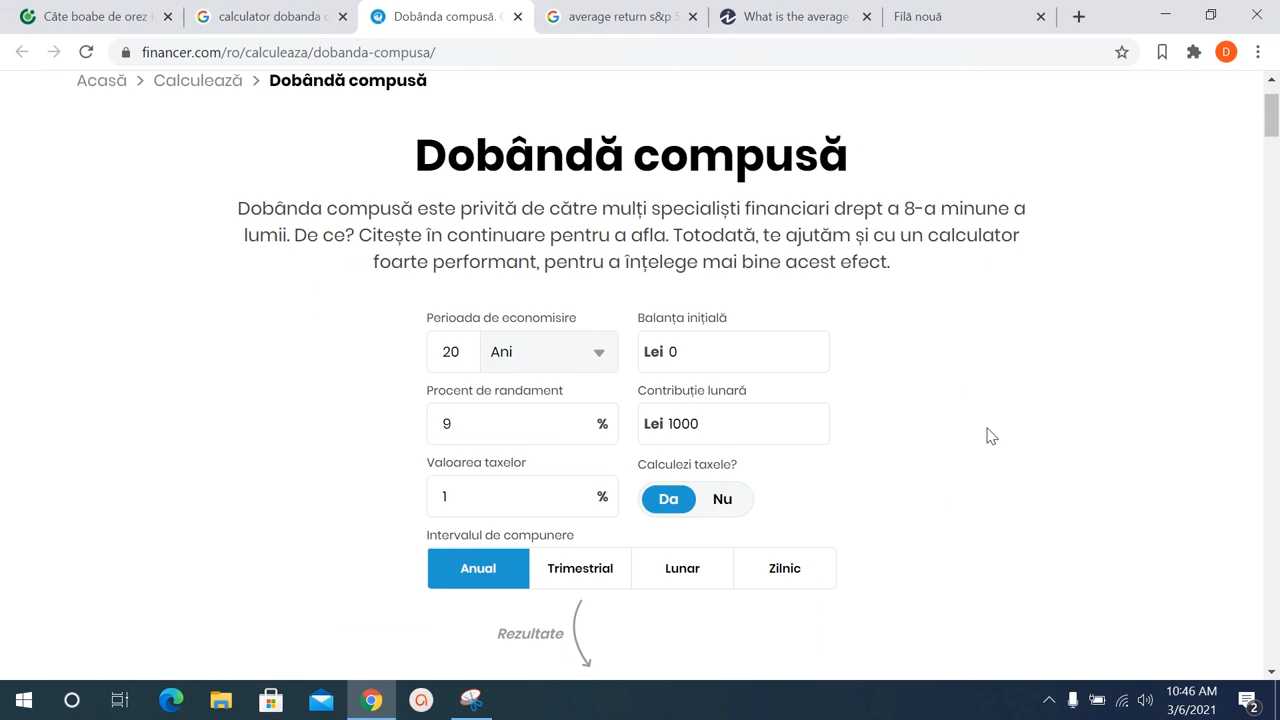 Câte boabe de orez î
calculator dobanda c
Dobânda compusă. C
average return s&p 5
What is the average
Filă nouă
financer.com/ro/calculeaza/dobanda-compusa/
D
Acasă > Calculează > Dobândă compusă
Dobândă compusă
Dobânda compusă este privită de către mulți specialiști financiari drept a 8-a minune a
lumii. De ce? Citește în continuare pentru a afla. Totodată, te ajutăm și cu un calculator
foarte performant, pentru a înțelege mai bine acest efect.
Perioada de economisire
Balanța inițială
20 Ani
Lei 0
Procent de randament
Contribuție lunară
9 %
Lei 1000
Valoarea taxelor
Calculezi taxele?
1 %
Da Nu
Intervalul de compunere
Anual Trimestrial Lunar Zilnic
Rezultate
10:46 AM
3/6/2021
2